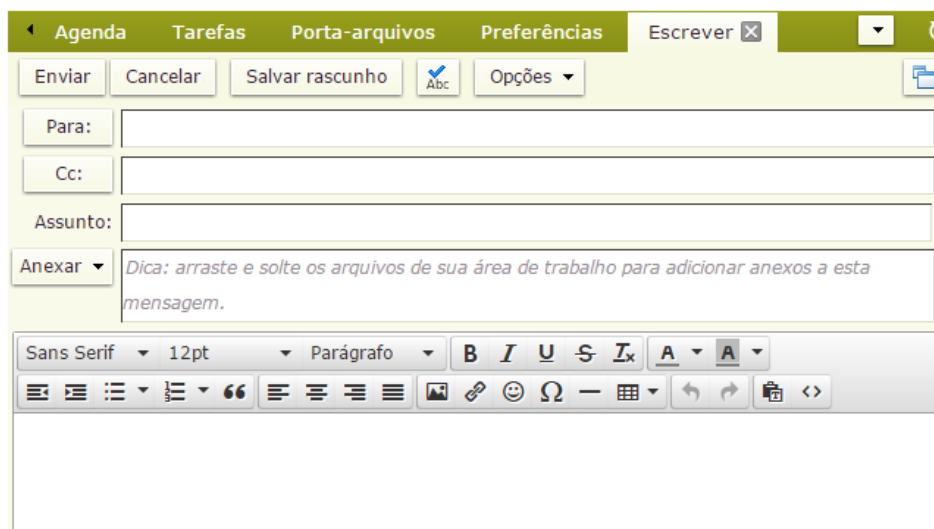 Agenda Tarefas Porta-arquivos Preferências Escrever
Enviar Cancelar Salvar rascunho Abc Opções
Para:
Cc:
Assunto:
Anexar Dica: arraste e solte os arquivos de sua área de trabalho para adicionar anexos a esta
mensagem.
Sans Serif 12pt Parágrafo B I U S Tx A A
Ω